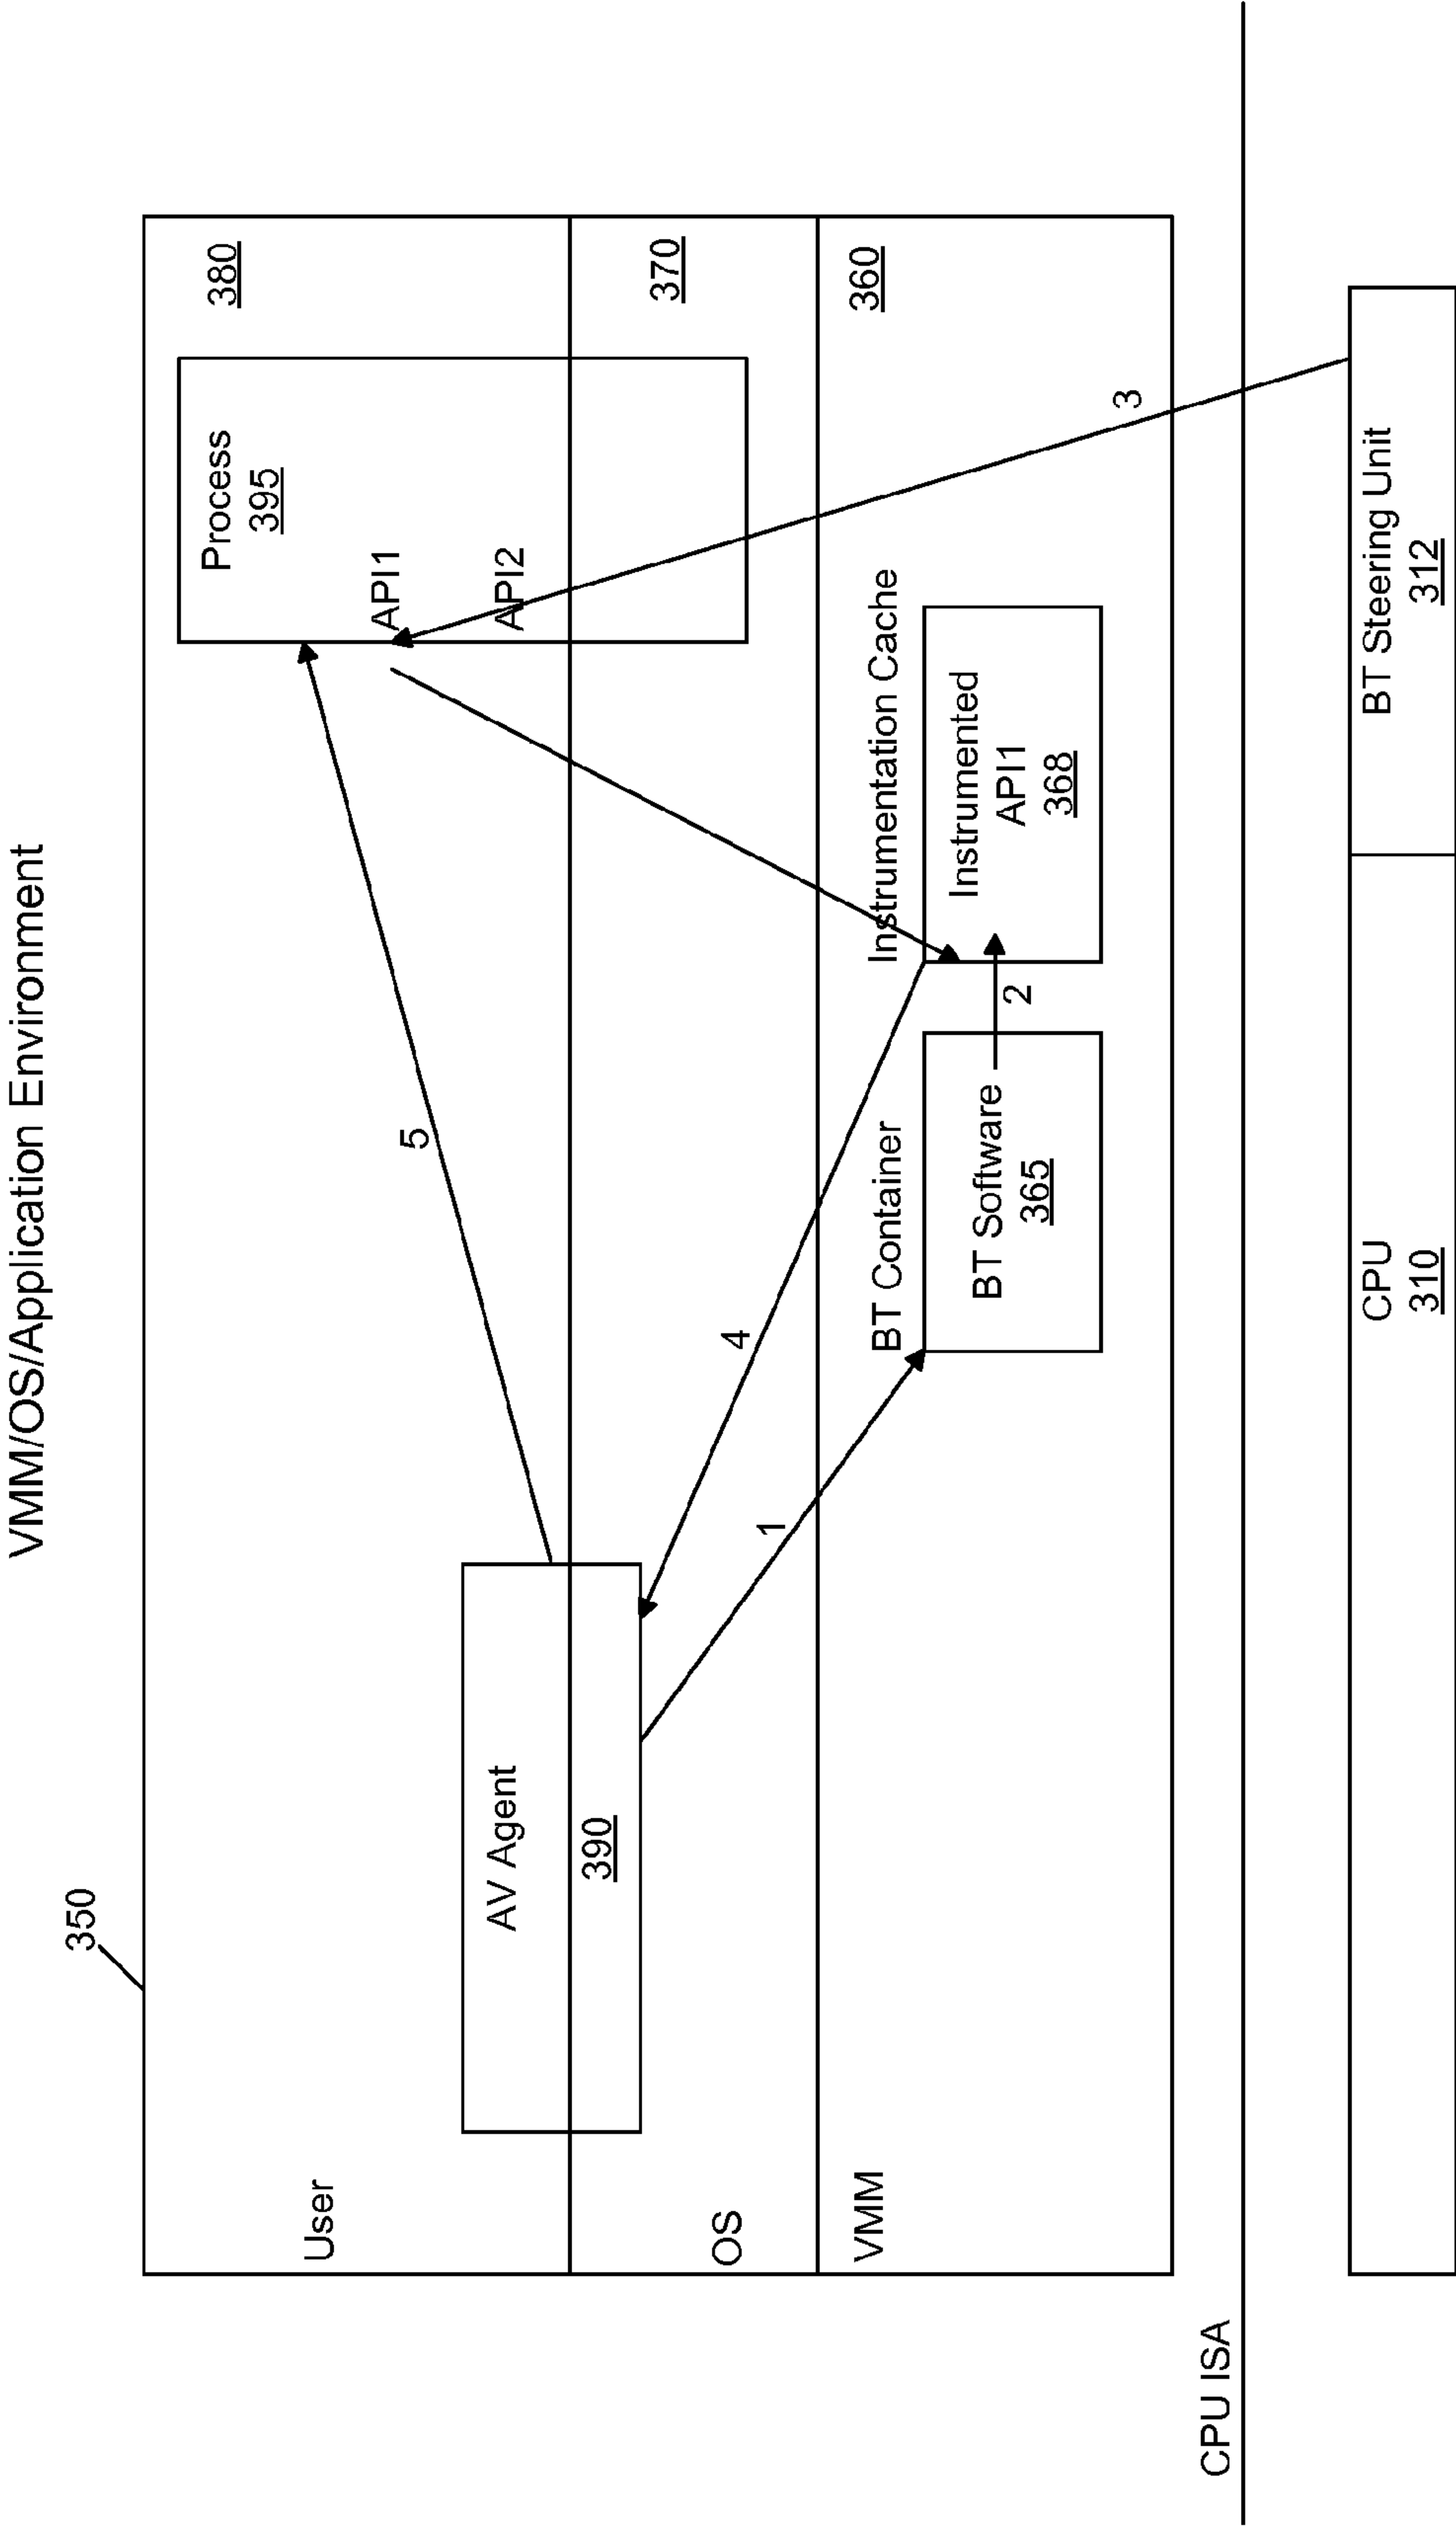 VMM/OS/Application Environment
350
User
380
Process
395
API1
API2
5
AV Agent
390
OS
370
4
1
VMM
360
BT Container
BT Software
365
2
Instrumentation Cache
Instrumented
API1
368
3
CPU ISA
CPU
310
BT Steering Unit
312